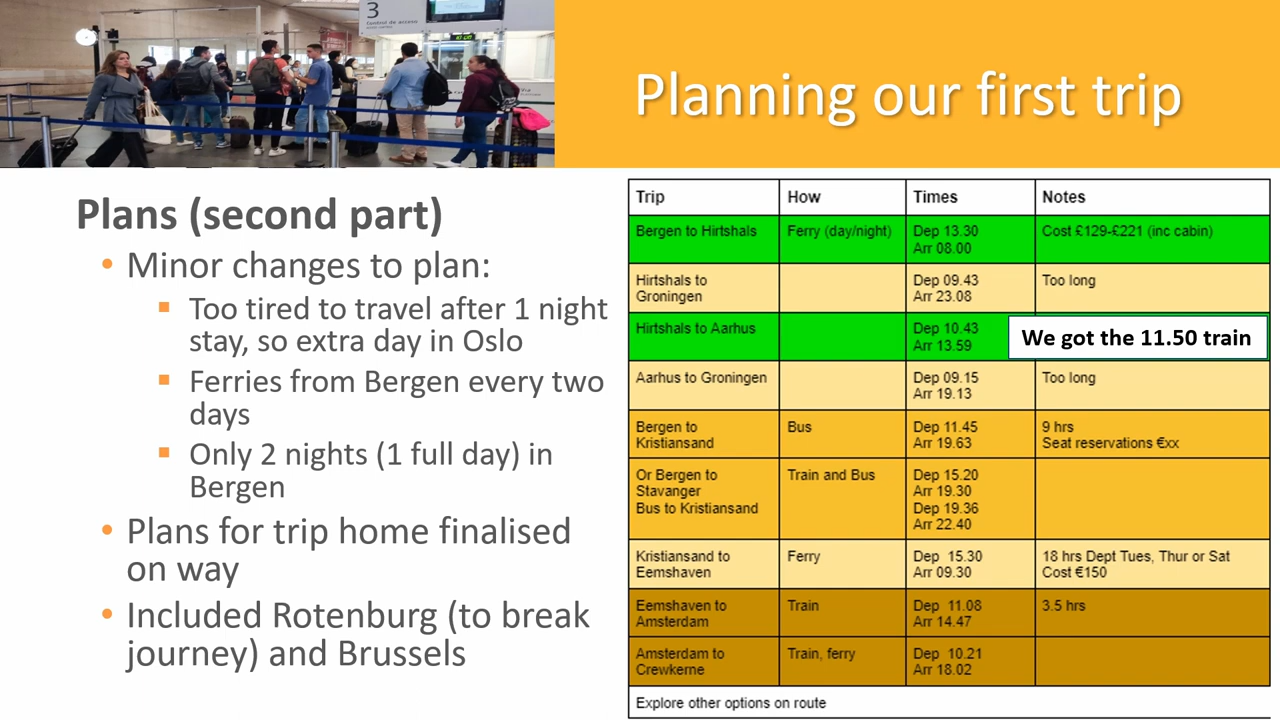 3
Control de acceso
Planning our first trip
Plans (second part)
• Minor changes to plan:
▪ Too tired to travel after 1 night
stay, so extra day in Oslo
▪ Ferries from Bergen every two
days
▪ Only 2 nights (1 full day) in
Bergen
• Plans for trip home finalised
on way
• Included Rotenburg (to break
journey) and Brussels
Trip How Times Notes
Bergen to Hirtshals Ferry (day/night) Dep 13.30 Cost £129-£221 (inc cabin)
Arr 08.00
Hirtshals to Dep 09.43 Too long
Groningen Arr 23.08
Hirtshals to Aarhus Dep 10.43
Arr 13.59
We got the 11.50 train
Aarhus to Groningen Dep 09.15 Too long
Arr 19.13
Bergen to Bus Dep 11.45 9 hrs
Kristiansand Arr 19.63 Seat reservations €xx
Or Bergen to Train and Bus Dep 15.20
Stavanger Arr 19.30
Bus to Kristiansand Dep 19.36
Arr 22.40
Kristiansand to Ferry Dep 15.30 18 hrs Dept Tues, Thur or Sat
Eemshaven Arr 09.30 Cost €150
Eemshaven to Train Dep 11.08 3.5 hrs
Amsterdam Arr 14.47
Amsterdam to Train, ferry Dep 10.21
Crewkerne Arr 18.02
Explore other options on route